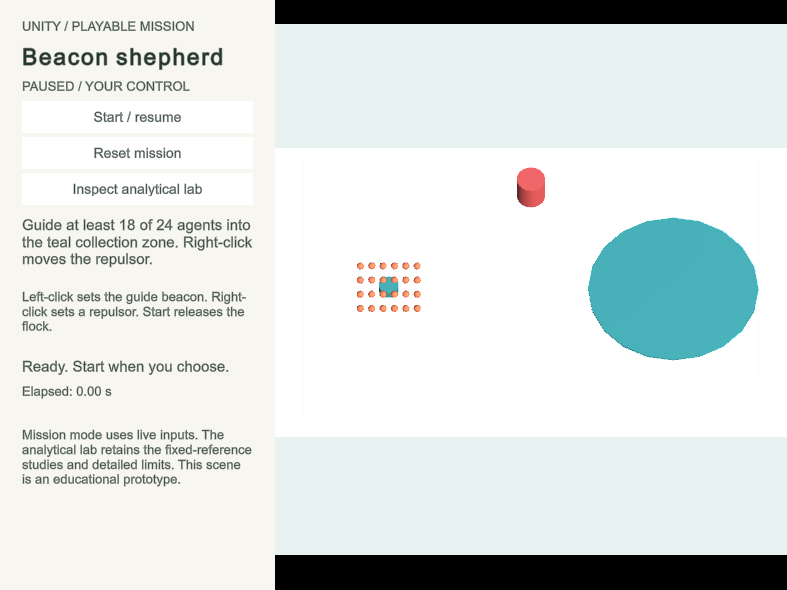 UNITY / PLAYABLE MISSION
Beacon shepherd
PAUSED / YOUR CONTROL
Start / resume
Reset mission
Inspect analytical lab
Guide at least 18 of 24 agents into
the teal collection zone. Right-click
moves the repulsor.
Left-click sets the guide beacon. Right-
click sets a repulsor. Start releases the
flock.
Ready. Start when you choose.
Elapsed: 0.00 s
Mission mode uses live inputs. The
analytical lab retains the fixed-reference
studies and detailed limits. This scene
is an educational prototype.